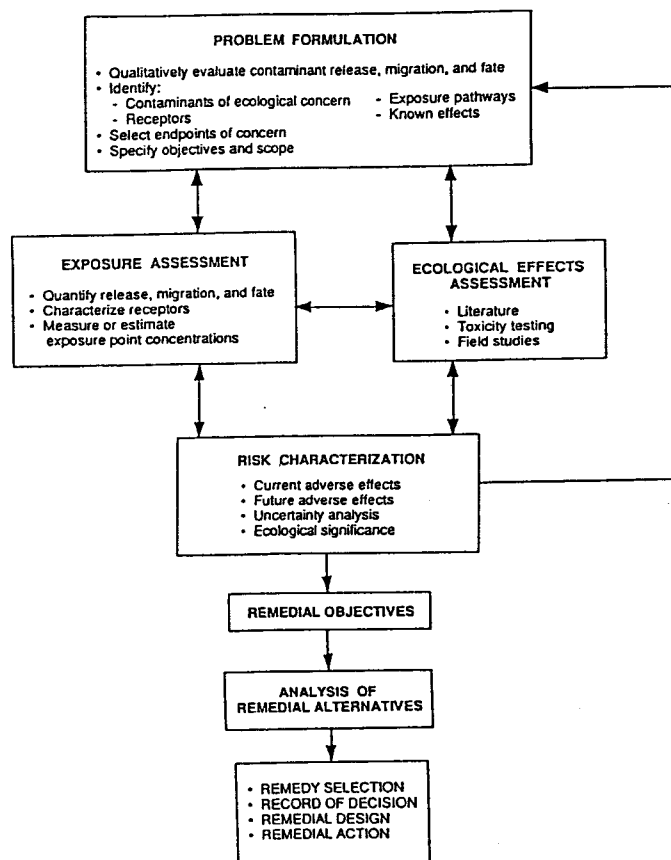 PROBLEM FORMULATION
• Qualitatively evaluate contaminant release, migration, and fate
• Identify:
- Contaminants of ecological concern
- Receptors
- Exposure pathways
- Known effects
• Select endpoints of concern
• Specify objectives and scope
EXPOSURE ASSESSMENT
• Quantify release, migration, and fate
• Characterize receptors
• Measure or estimate
exposure point concentrations
ECOLOGICAL EFFECTS
ASSESSMENT
• Literature
• Toxicity testing
• Field studies
RISK CHARACTERIZATION
• Current adverse effects
• Future adverse effects
• Uncertainty analysis
• Ecological significance
REMEDIAL OBJECTIVES
ANALYSIS OF
REMEDIAL ALTERNATIVES
• REMEDY SELECTION
• RECORD OF DECISION
• REMEDIAL DESIGN
• REMEDIAL ACTION